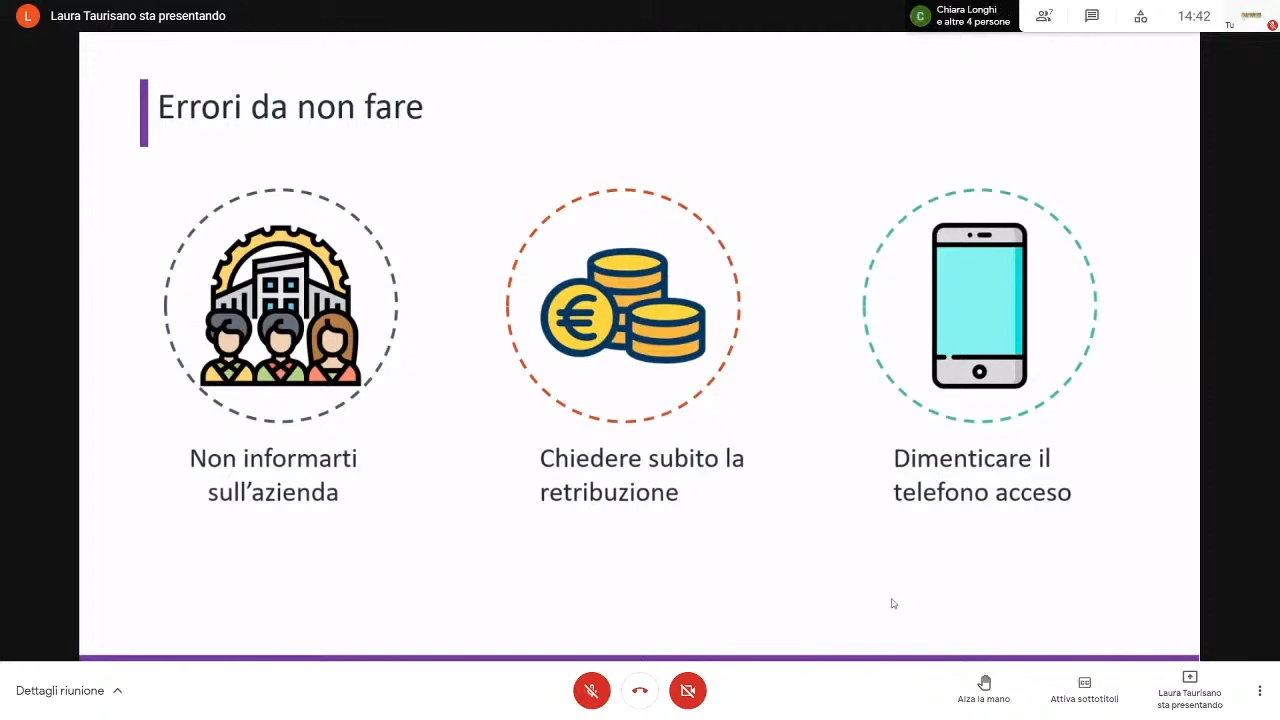 L
Laura Taurisano sta presentando
C
Chiara Longhi
e altre 4 persone
7
14:42
Tu
Errori da non fare
€
Non informarti
sull’azienda
Chiedere subito la
retribuzione
Dimenticare il
telefono acceso
Dettagli riunione
Alza la mano
CC
Attiva sottotitoli
Laura Taurisano
sta presentando